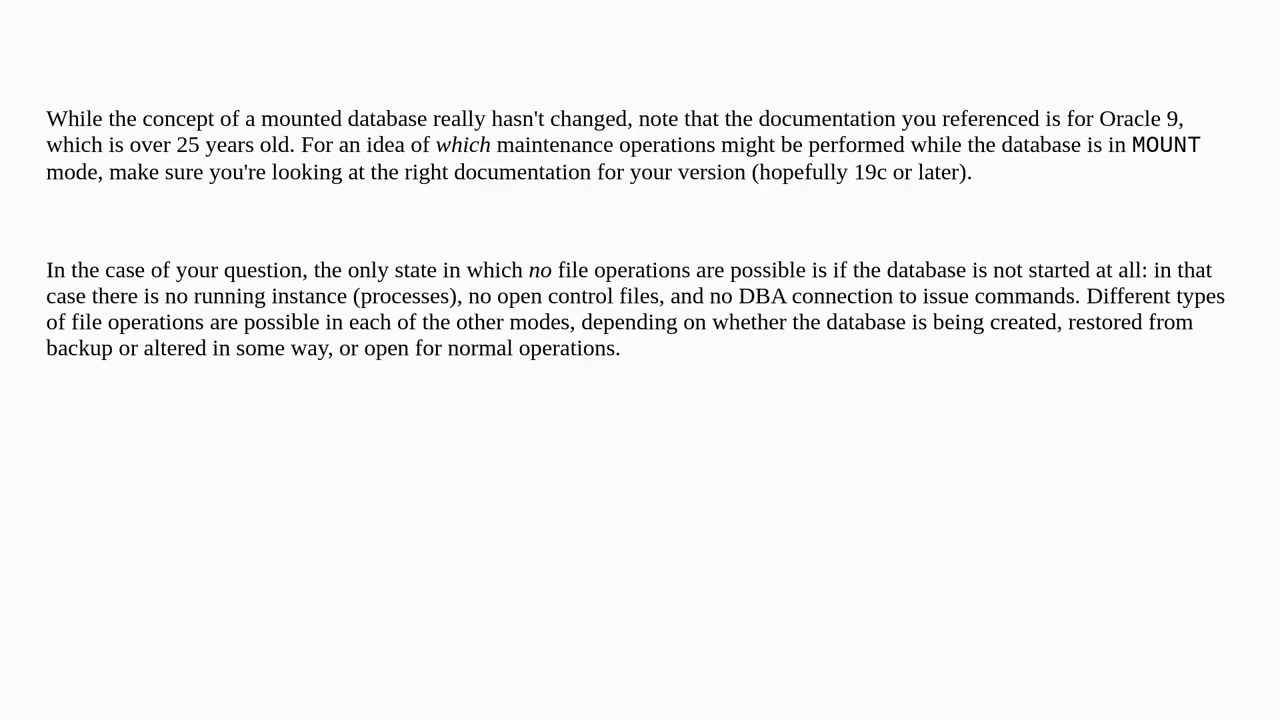 While the concept of a mounted database really hasn't changed, note that the documentation you referenced is for Oracle 9,
which is over 25 years old. For an idea of which maintenance operations might be performed while the database is in MOUNT
mode, make sure you're looking at the right documentation for your version (hopefully 19c or later).
In the case of your question, the only state in which no file operations are possible is if the database is not started at all: in that
case there is no running instance (processes), no open control files, and no DBA connection to issue commands. Different types
of file operations are possible in each of the other modes, depending on whether the database is being created, restored from
backup or altered in some way, or open for normal operations.